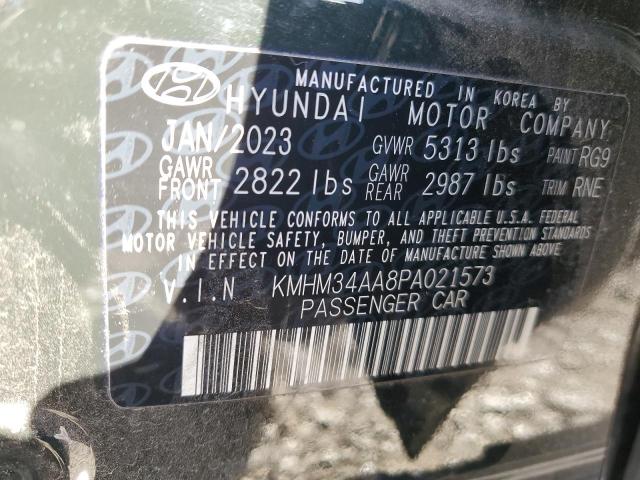 MANUFACTURED IN KOREA BY
HYUNDAI MOTOR COMPANY
JAN/2023 GVWR 5313 lbs PAINT RG9
GAWR FRONT 2822 lbs GAWR REAR 2987 lbs TRIM RNE
THIS VEHICLE CONFORMS TO ALL APPLICABLE U.S.A. FEDERAL
MOTOR VEHICLE SAFETY, BUMPER, AND THEFT PREVENTION STANDARDS
IN EFFECT ON THE DATE OF MANUFACTURE SHOWN ABOVE.
V.I.N KMHM34AA8PA021573
PASSENGER CAR